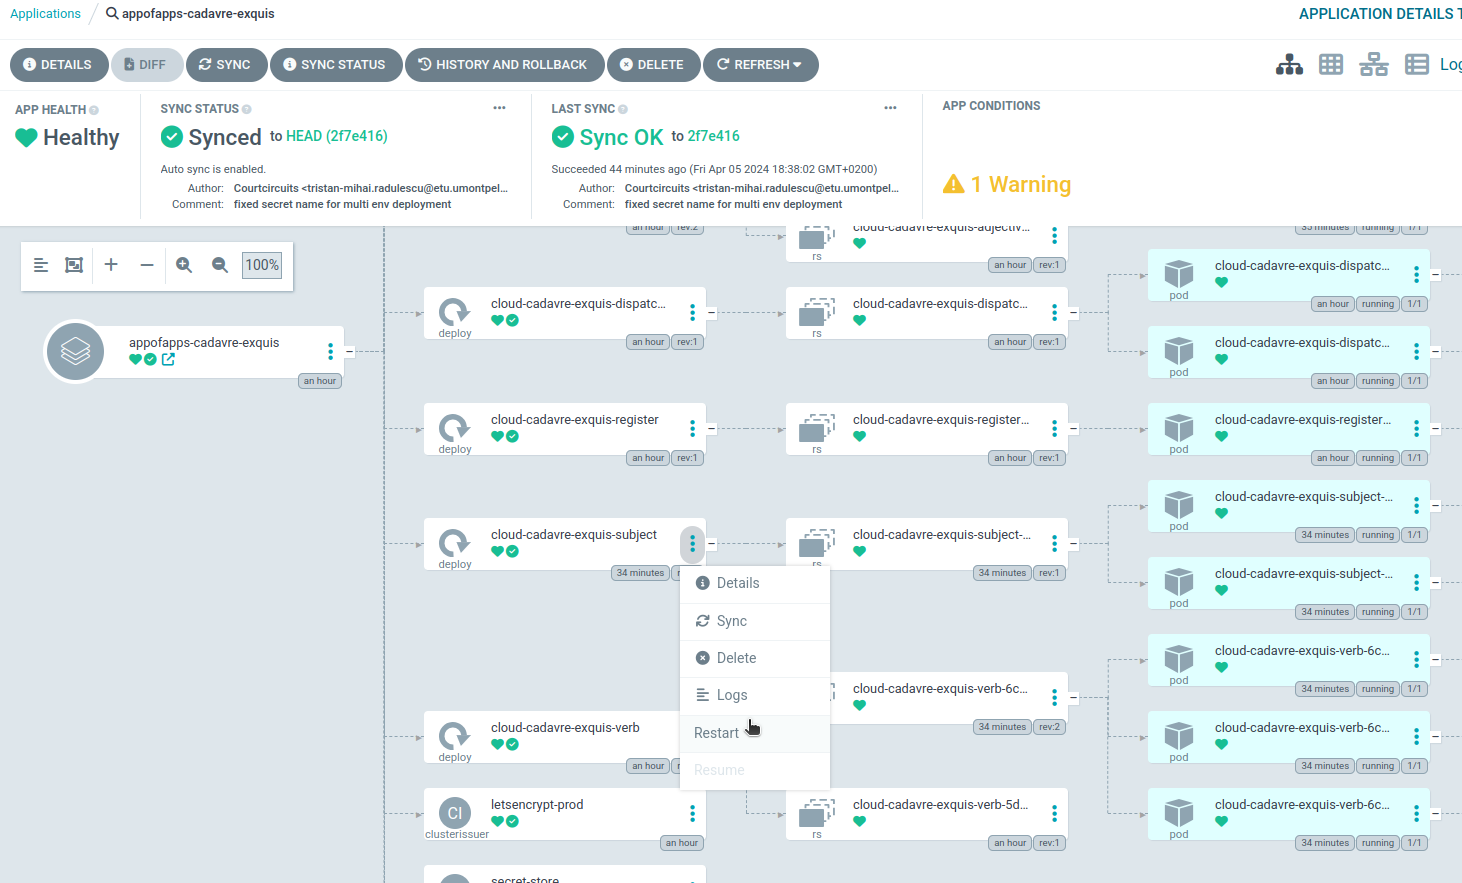 Applications / appofapps-cadavre-exquis
APPLICATION DETAILS T
DETAILS DIFF SYNC SYNC STATUS HISTORY AND ROLLBACK DELETE REFRESH
Log
APP HEALTH
Healthy
SYNC STATUS
Synced to HEAD (2f7e416)
Auto sync is enabled.
Author: Courtcircuits <tristan-mihai.radulescu@etu.umontpel...
Comment: fixed secret name for multi env deployment
LAST SYNC
Sync OK to 2f7e416
Succeeded 44 minutes ago (Fri Apr 05 2024 18:38:02 GMT+0200)
Author: Courtcircuits <tristan-mihai.radulescu@etu.umontpel...
Comment: fixed secret name for multi env deployment
APP CONDITIONS
1 Warning
100%
appofapps-cadavre-exquis
an hour
an hour rev:2
cloud-cadavre-exquis-dispatc...
deploy
an hour rev:1
cloud-cadavre-exquis-register
deploy
an hour rev:1
cloud-cadavre-exquis-subject
deploy
34 minutes
Details
Sync
Delete
Logs
Restart
Resume
cloud-cadavre-exquis-verb
deploy
an hour
CI
letsencrypt-prod
clusterissuer
an hour
secret-store
cloud-cadavre-exquis-adjectiv...
rs
an hour rev:1
cloud-cadavre-exquis-dispatc...
rs
an hour rev:1
cloud-cadavre-exquis-register...
rs
an hour rev:1
cloud-cadavre-exquis-subject-...
rs
34 minutes rev:1
cloud-cadavre-exquis-verb-6c...
34 minutes rev:2
cloud-cadavre-exquis-verb-5d...
rs
an hour rev:1
35 minutes running 1/1
cloud-cadavre-exquis-dispatc...
pod
an hour running 1/1
cloud-cadavre-exquis-dispatc...
pod
an hour running 1/1
cloud-cadavre-exquis-register...
pod
an hour running 1/1
cloud-cadavre-exquis-subject-...
pod
34 minutes running 1/1
cloud-cadavre-exquis-subject-...
pod
34 minutes running 1/1
cloud-cadavre-exquis-verb-6c...
pod
34 minutes running 1/1
cloud-cadavre-exquis-verb-6c...
pod
34 minutes running 1/1
cloud-cadavre-exquis-verb-6c...
pod
34 minutes running 1/1